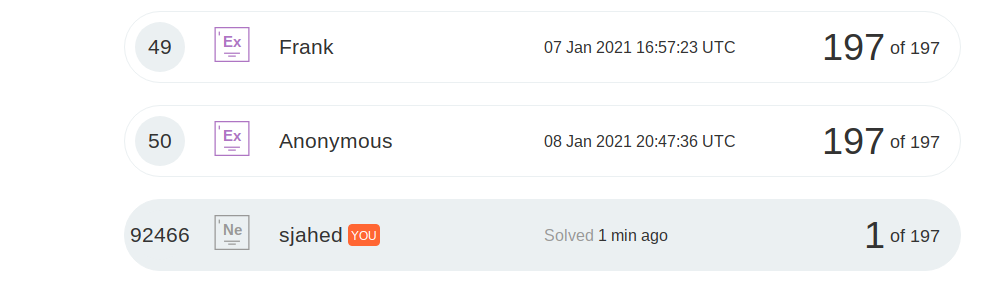 49 Ex Frank 07 Jan 2021 16:57:23 UTC 197 of 197
50 Ex Anonymous 08 Jan 2021 20:47:36 UTC 197 of 197
92466 Ne sjahed YOU Solved 1 min ago 1 of 197